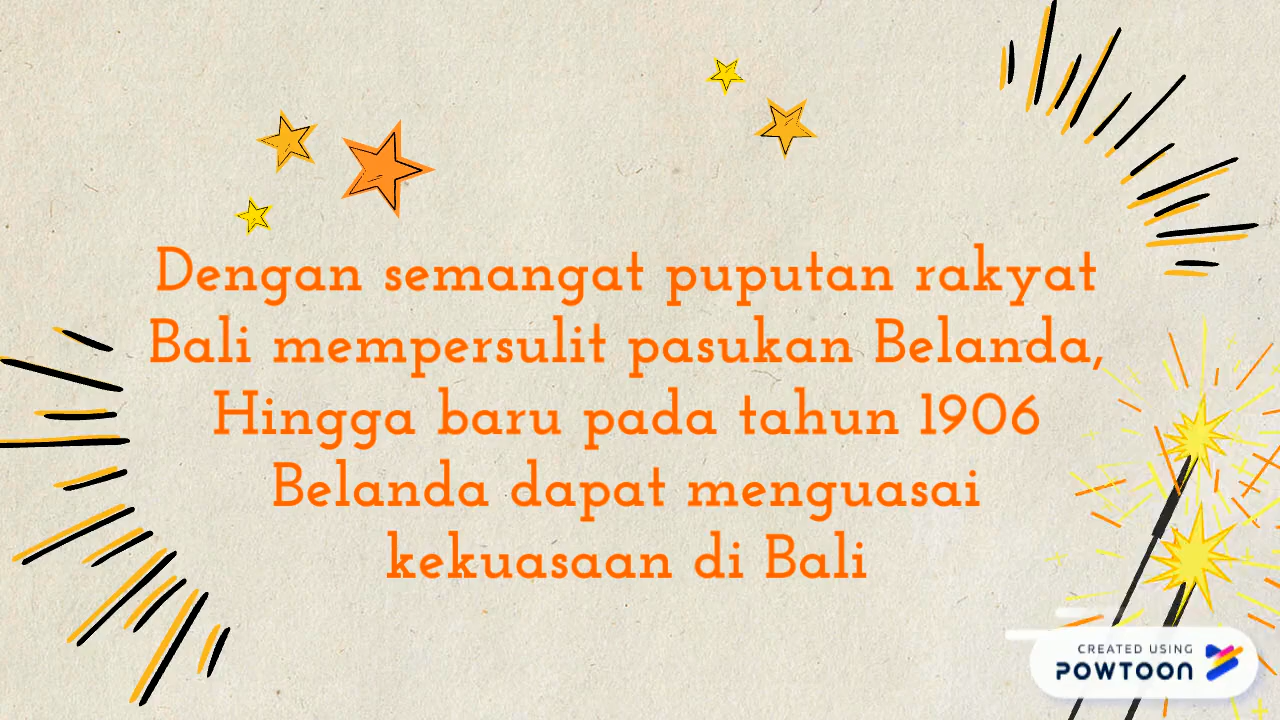 Dengan semangat puputan rakyat
Bali mempersulit pasukan Belanda,
Hingga baru pada tahun 1906
Belanda dapat menguasai
kekuasaan di Bali
CREATED USING
POWTOON